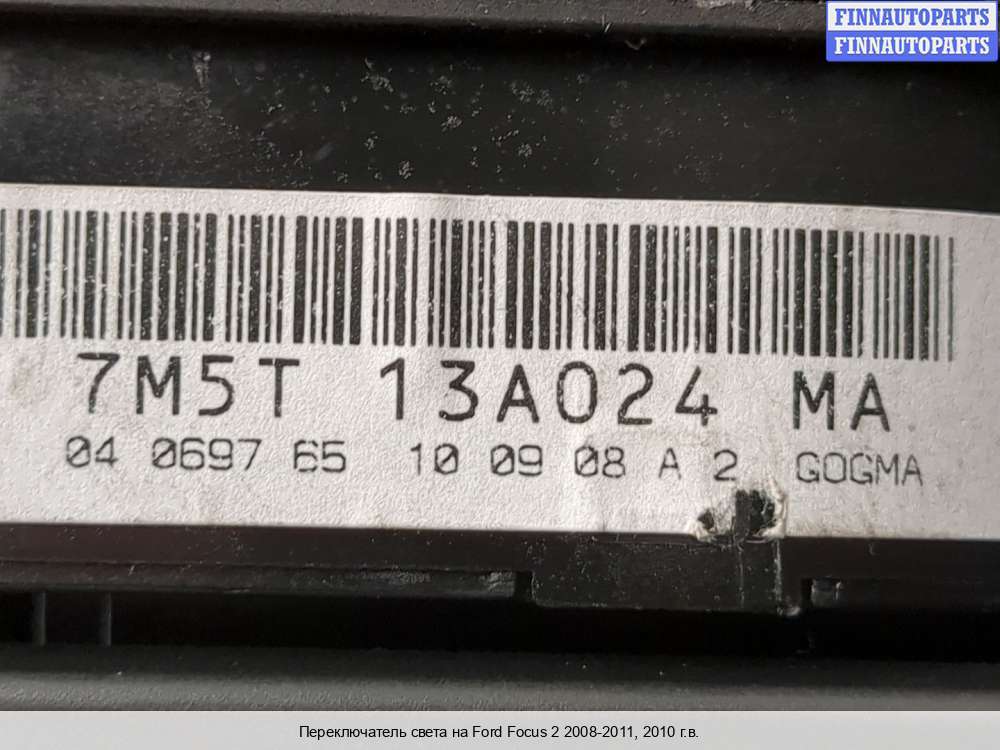 FINNAUTOPARTS
FINNAUTOPARTS
7M5T 13A024 MA
04 0697 65 10 09 08 A 2 GOGMA
Переключатель света на Ford Focus 2 2008-2011, 2010 г.в.